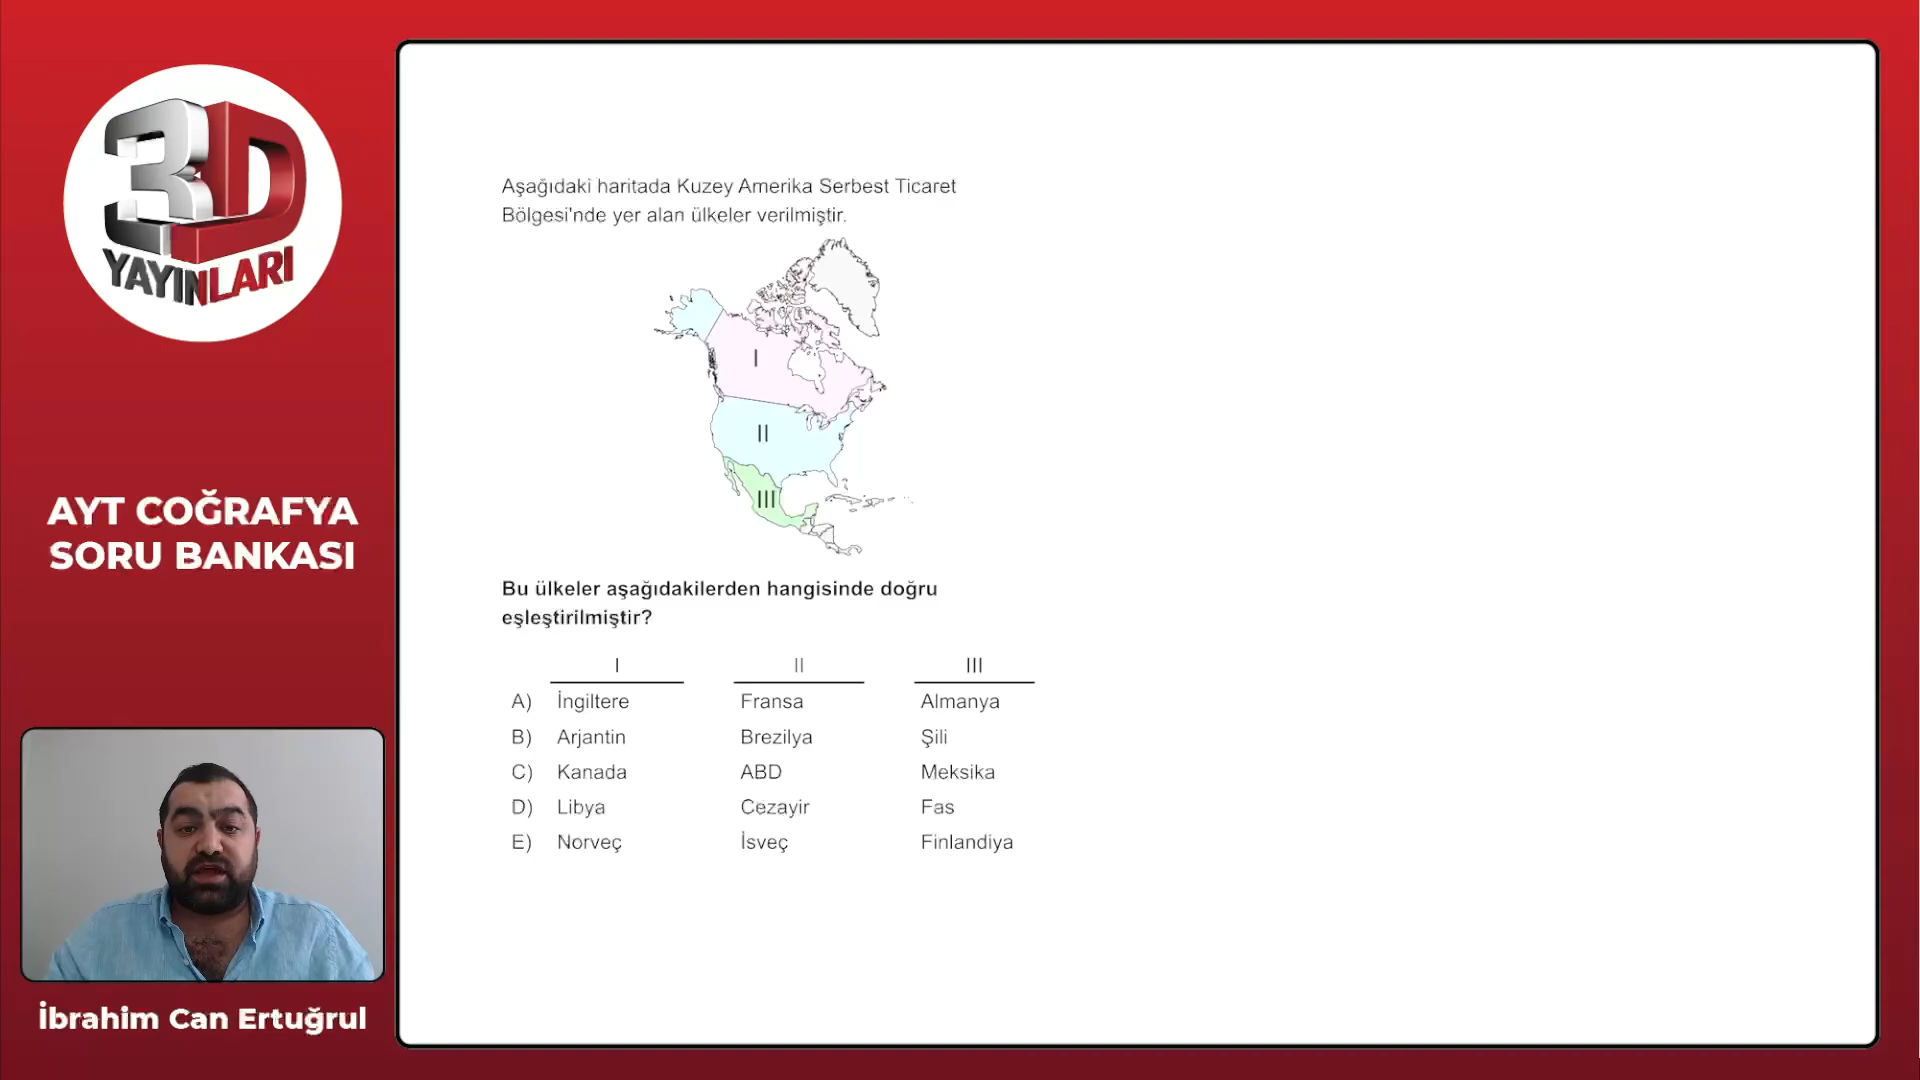 3D
YAYINLARI
AYT COĞRAFYA
SORU BANKASI
İbrahim Can Ertuğrul
Aşağıdaki haritada Kuzey Amerika Serbest Ticaret
Bölgesi'nde yer alan ülkeler verilmiştir.
I
II
III
Bu ülkeler aşağıdakilerden hangisinde doğru
eşleştirilmiştir?
I II III
A) İngiltere Fransa Almanya
B) Arjantin Brezilya Şili
C) Kanada ABD Meksika
D) Libya Cezayir Fas
E) Norveç İsveç Finlandiya